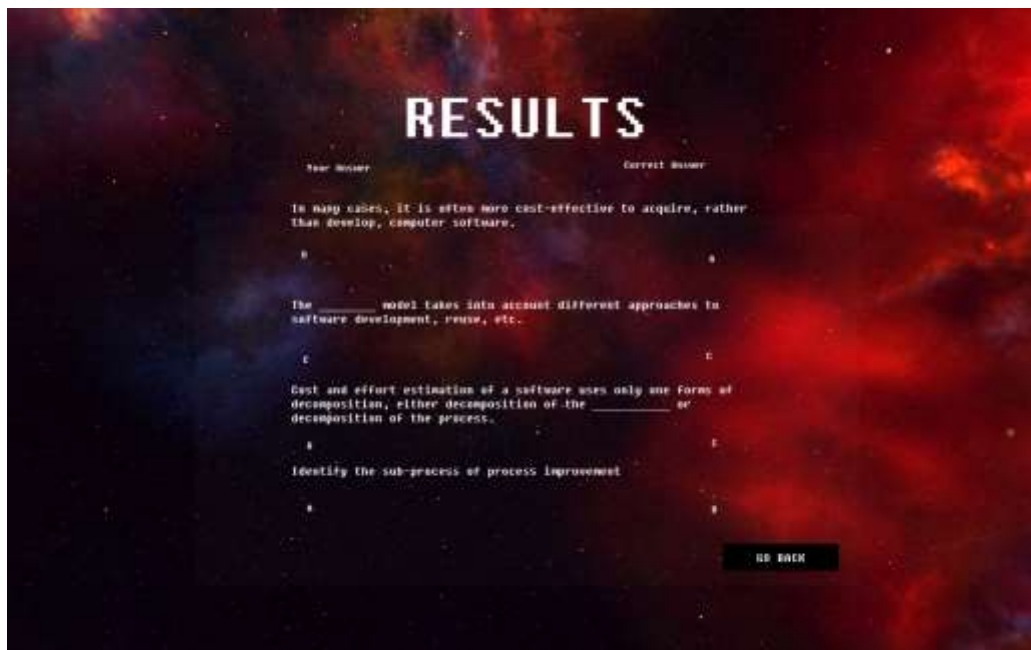 RESULTS
Your Answer
Correct Answer
In many cases, it is often more cost-effective to acquire, rather
than develop, computer software.
The ________ model takes into account different approaches to
software development, reuse, etc.
C
C
Cost and effort estimation of a software uses only one forms of
decomposition, either decomposition of the ___________ or
decomposition of the process.
Identify the sub-process of process improvement
GO BACK